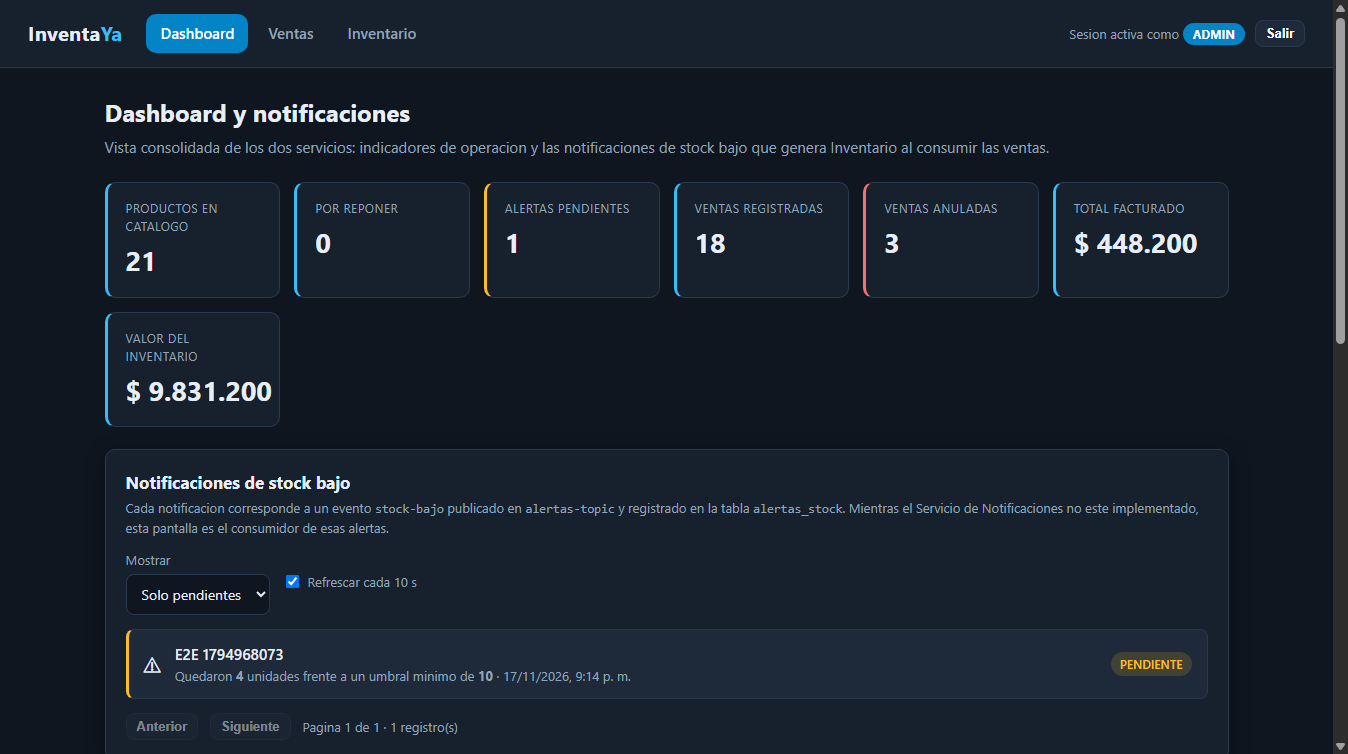 InventaYa
Dashboard
Ventas
Inventario
Sesion activa como ADMIN
Salir
Dashboard y notificaciones
Vista consolidada de los dos servicios: indicadores de operacion y las notificaciones de stock bajo que genera Inventario al consumir las ventas.
PRODUCTOS EN
CATALOGO
21
POR REPONER
0
ALERTAS PENDIENTES
1
VENTAS REGISTRADAS
18
VENTAS ANULADAS
3
TOTAL FACTURADO
$ 448.200
VALOR DEL
INVENTARIO
$ 9.831.200
Notificaciones de stock bajo
Cada notificacion corresponde a un evento stock-bajo publicado en alertas-topic y registrado en la tabla alertas_stock. Mientras el Servicio de Notificaciones no este implementado,
esta pantalla es el consumidor de esas alertas.
Mostrar
Solo pendientes
Refrescar cada 10 s
E2E 1794968073
Quedaron 4 unidades frente a un umbral minimo de 10 · 17/11/2026, 9:14 p. m.
PENDIENTE
Anterior
Siguiente
Pagina 1 de 1 · 1 registro(s)